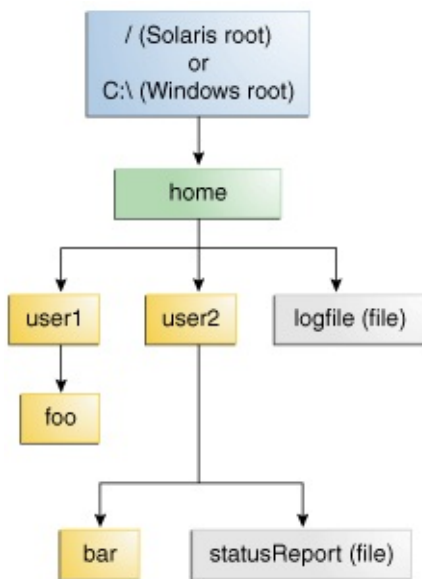 / (Solaris root)
or
C:\ (Windows root)
home
user1
user2
logfile (file)
foo
bar
statusReport (file)